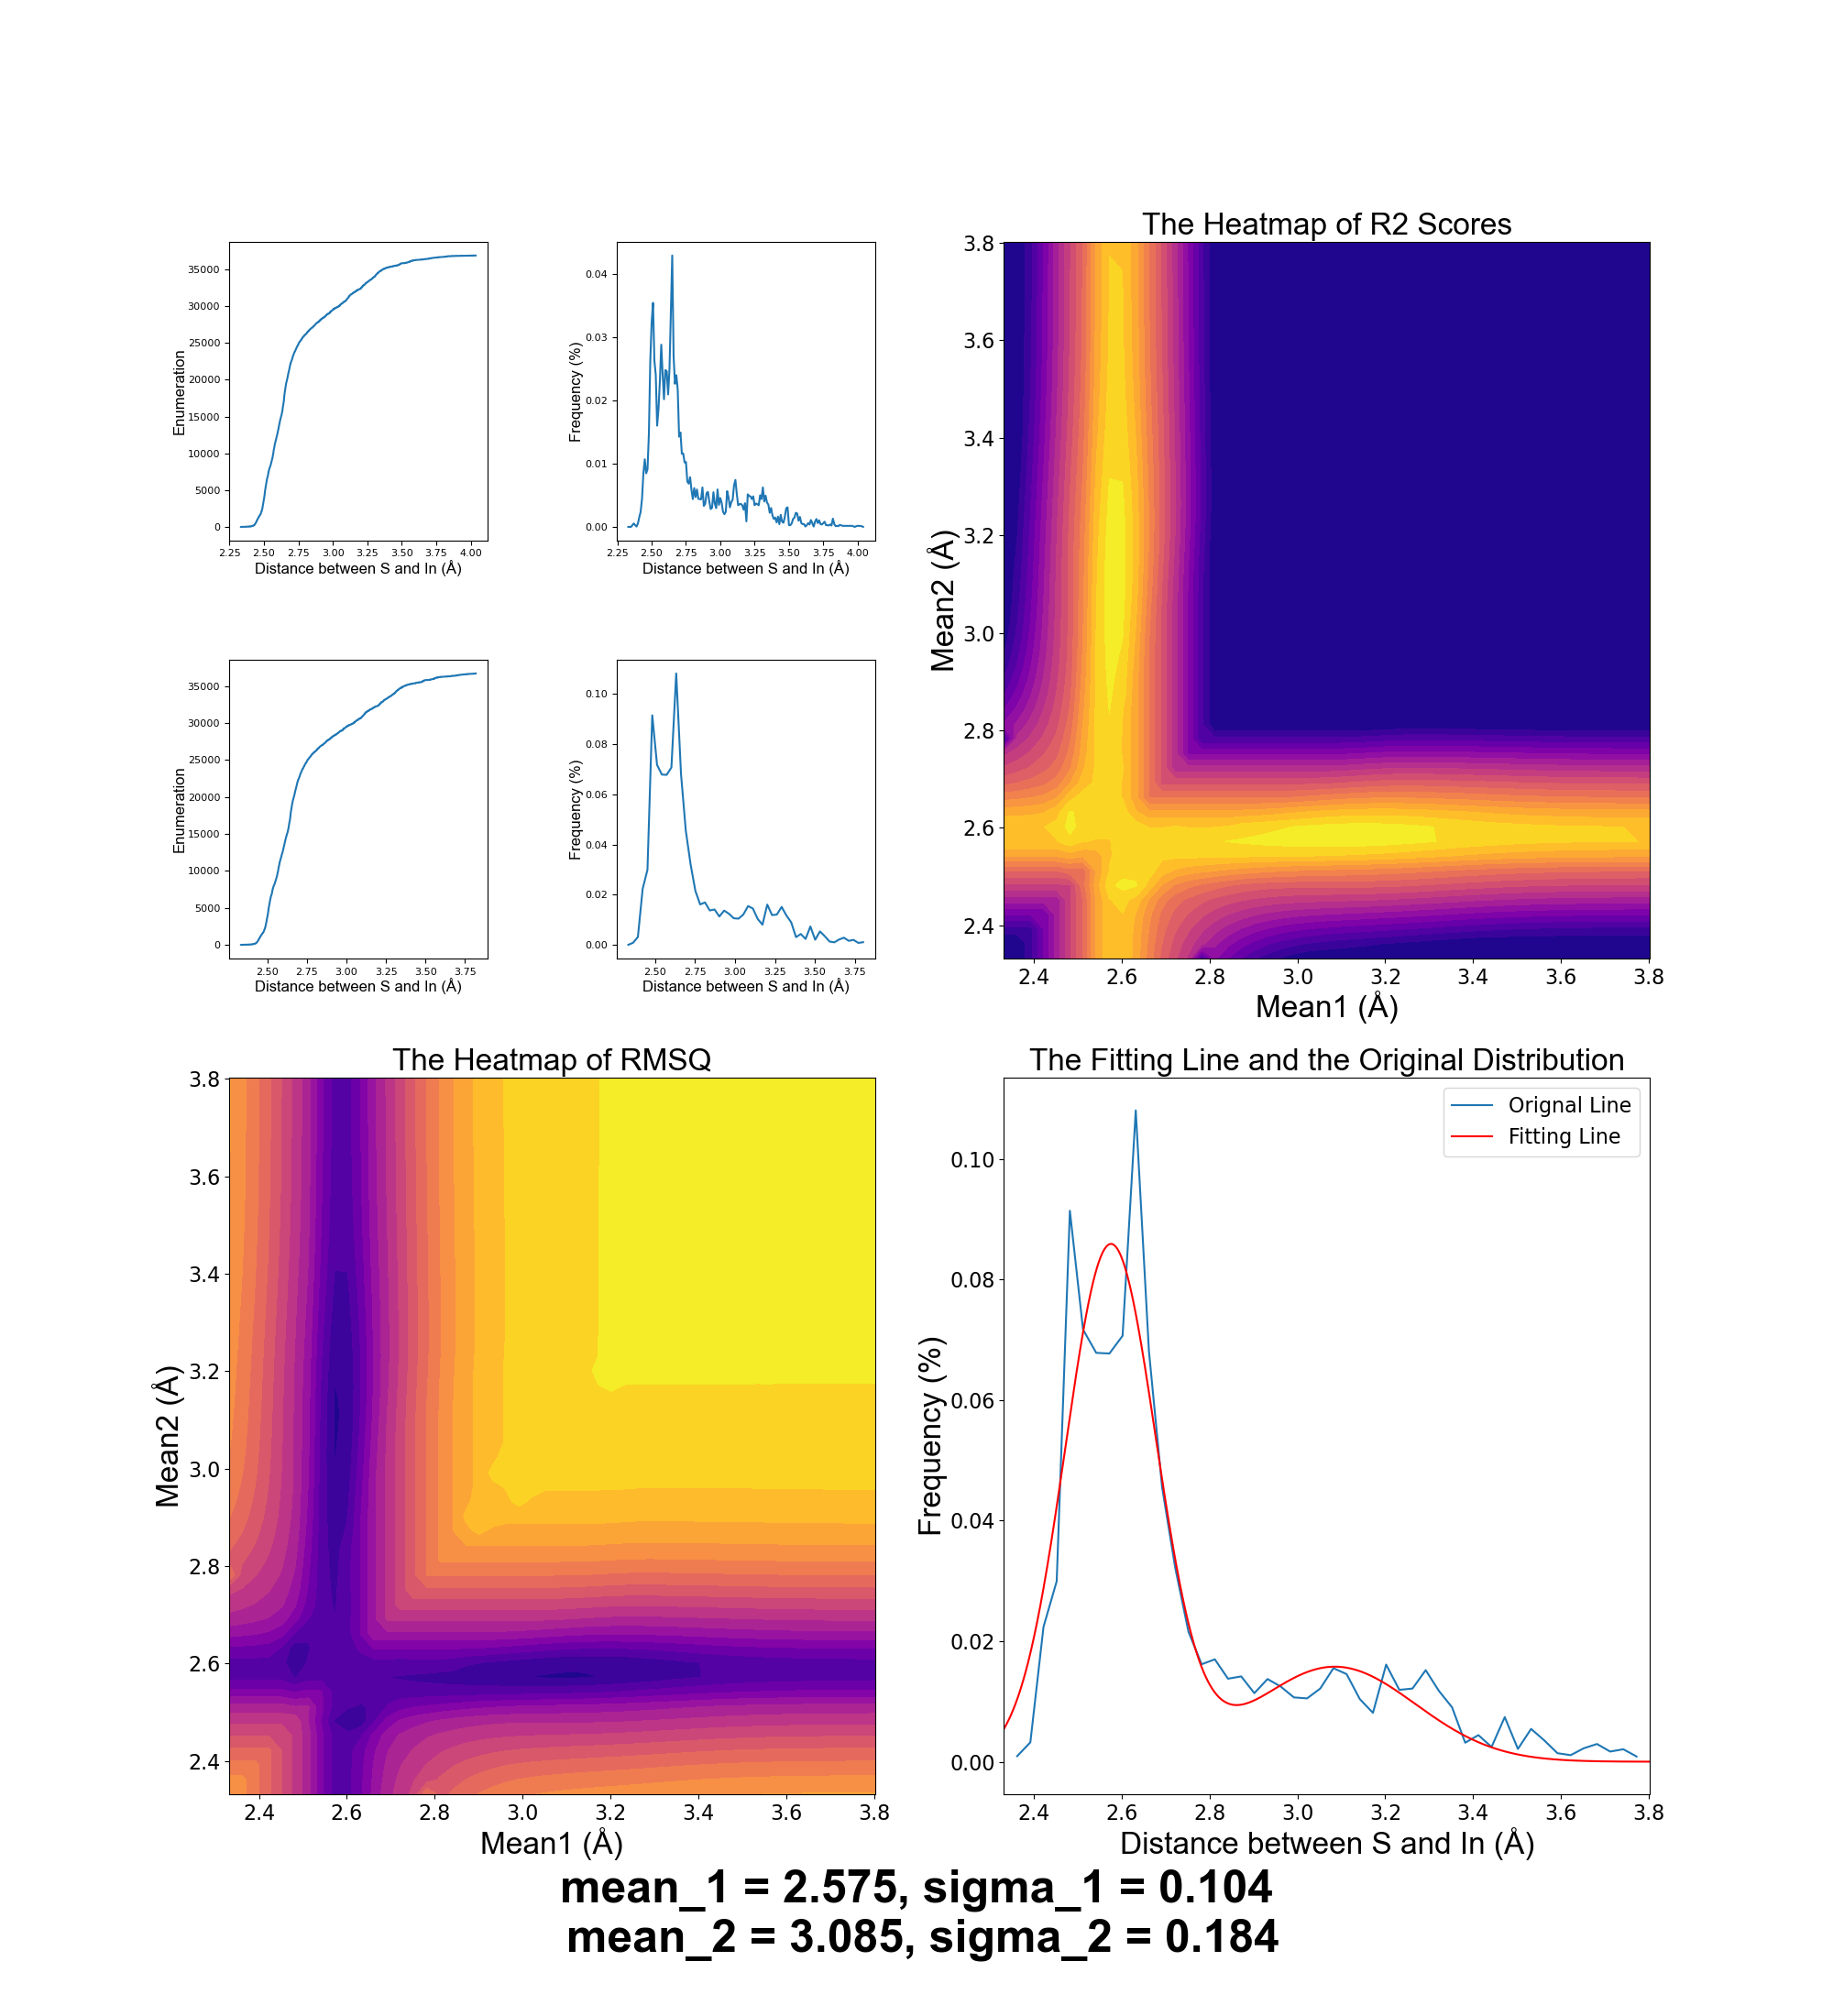 Enumeration
35000
30000
25000
20000
15000
10000
5000
0
2.25 2.50 2.75 3.00 3.25 3.50 3.75 4.00
Distance between S and In (Å)
Frequency (%)
0.04
0.03
0.02
0.01
0.00
2.25 2.50 2.75 3.00 3.25 3.50 3.75 4.00
Distance between S and In (Å)
The Heatmap of R2 Scores
Mean2 (Å)
3.8
3.6
3.4
3.2
3.0
2.8
2.6
2.4
2.4 2.6 2.8 3.0 3.2 3.4 3.6 3.8
Mean1 (Å)
Enumeration
35000
30000
25000
20000
15000
10000
5000
0
2.50 2.75 3.00 3.25 3.50 3.75
Distance between S and In (Å)
Frequency (%)
0.10
0.08
0.06
0.04
0.02
0.00
2.50 2.75 3.00 3.25 3.50 3.75
Distance between S and In (Å)
The Heatmap of RMSQ
Mean2 (Å)
3.8
3.6
3.4
3.2
3.0
2.8
2.6
2.4
2.4 2.6 2.8 3.0 3.2 3.4 3.6 3.8
Mean1 (Å)
The Fitting Line and the Original Distribution
Orignal Line
Fitting Line
Frequency (%)
0.10
0.08
0.06
0.04
0.02
0.00
2.4 2.6 2.8 3.0 3.2 3.4 3.6 3.8
Distance between S and In (Å)
mean_1 = 2.575, sigma_1 = 0.104
mean_2 = 3.085, sigma_2 = 0.184